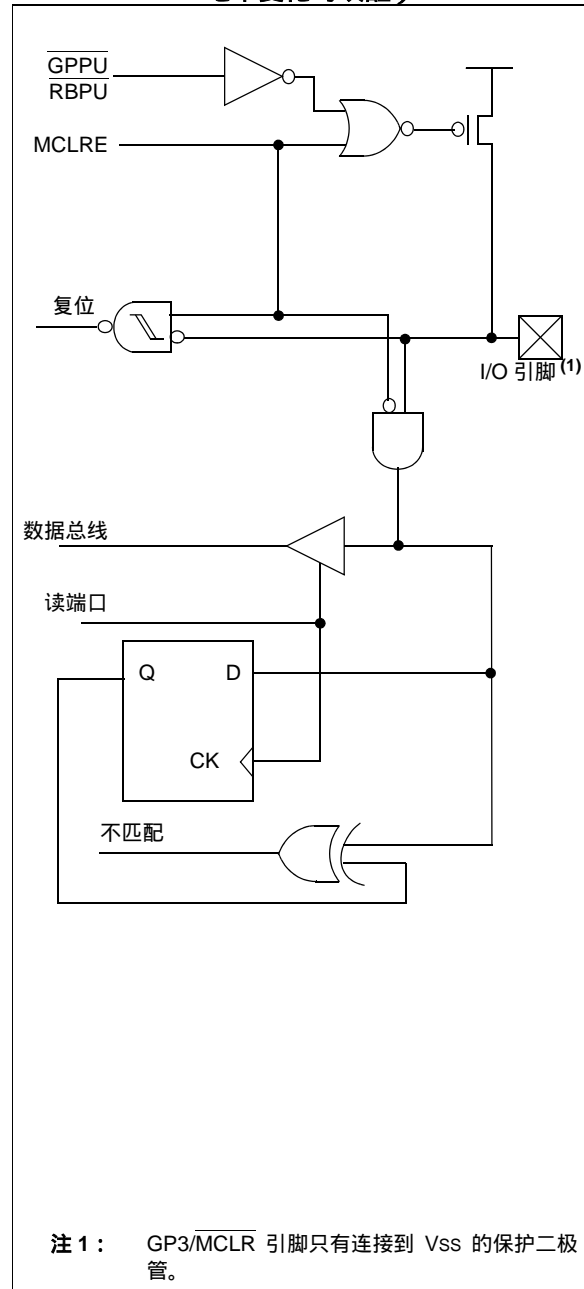 GPPU
RBPU
MCLRE
复位
I/O 引脚(1)
数据总线
读端口
Q D
CK
不匹配
注 1： GP3/MCLR 引脚只有连接到 VSS 的保护二极
管。